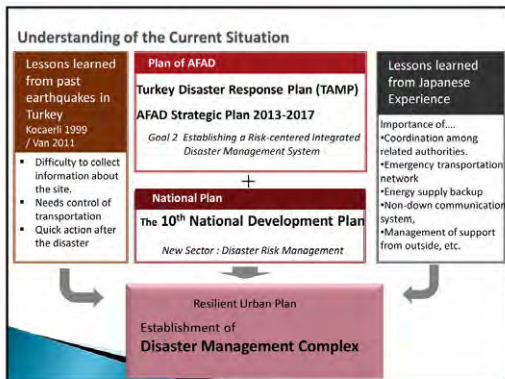 Understanding of the Current Situation
Lessons learned
from past
earthquakes in
Turkey
Kocaerli 1999
/ Van 2011
▪ Difficulty to collect
information about
the site.
▪ Needs control of
transportation
▪ Quick action after
the disaster
Plan of AFAD
Turkey Disaster Response Plan (TAMP)
AFAD Strategic Plan 2013-2017
Goal 2 Establishing a Risk-centered Integrated
Disaster Management System
+
National Plan
The 10th National Development Plan
New Sector : Disaster Risk Management
Lessons learned
from Japanese
Experience
Importance of....
•Coordination among
related authorities.
•Emergency transportation
network
•Energy supply backup
•Non-down communication
system,
•Management of support
from outside, etc.
Resilient Urban Plan
Establishment of
Disaster Management Complex